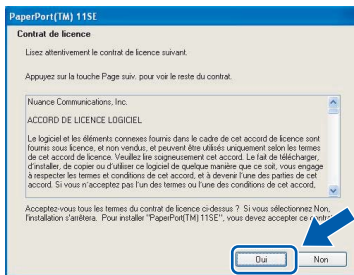 PaperPort(TM) 11SE
Contrat de licence
Lisez attentivement le contrat de licence suivant.
Appuyez sur la touche Page suiv. pour voir le reste du contrat.
Nuance Communications, Inc.
ACCORD DE LICENCE LOGICIEL
Le logiciel et les éléments connexes fournis dans le cadre de cet accord de licence sont
fournis sous licence, et non vendus, et peuvent être utilisés uniquement selon les termes
de cet accord de licence. Veuillez lire soigneusement cet accord. Le fait de télécharger,
d'installer, de copier ou d'utiliser ce logiciel de quelque manière que ce soit, vous engage
à respecter les termes et conditions de cet accord, et à devenir l'une des parties de cet
accord. Si vous n'acceptez pas l'un des termes ou l'une des conditions de cet accord,
Acceptez-vous tous les termes du contrat de licence ci-dessus ? Si vous sélectionnez Non,
l'installation s'arrêtera. Pour installer "PaperPort(TM) 11SE", vous devez accepter ce
Oui
Non